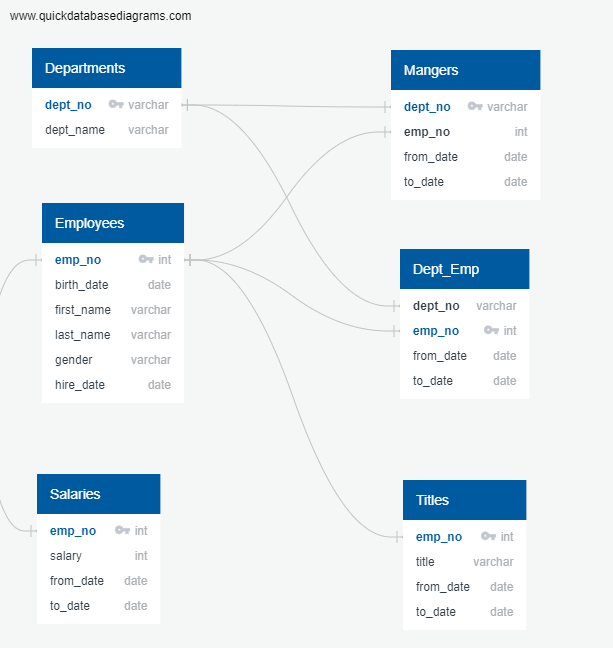 www.quickdatabasediagrams.com
Departments
dept_no varchar
dept_name varchar
Mangers
dept_no varchar
emp_no int
from_date date
to_date date
Employees
emp_no int
birth_date date
first_name varchar
last_name varchar
gender varchar
hire_date date
Dept_Emp
dept_no varchar
emp_no int
from_date date
to_date date
Salaries
emp_no int
salary int
from_date date
to_date date
Titles
emp_no int
title varchar
from_date date
to_date date